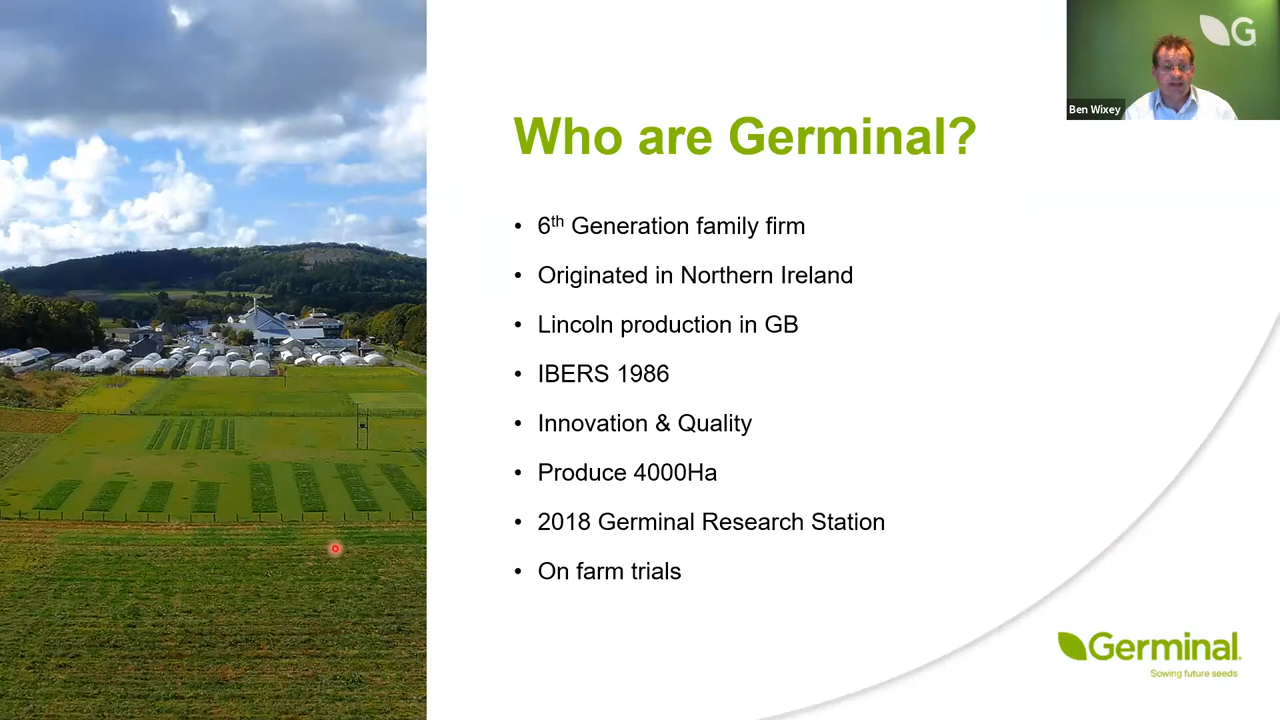 G
Ben Wixey
Who are Germinal?
• 6th Generation family firm
• Originated in Northern Ireland
• Lincoln production in GB
• IBERS 1986
• Innovation & Quality
• Produce 4000Ha
• 2018 Germinal Research Station
• On farm trials
Germinal
Sowing future seeds